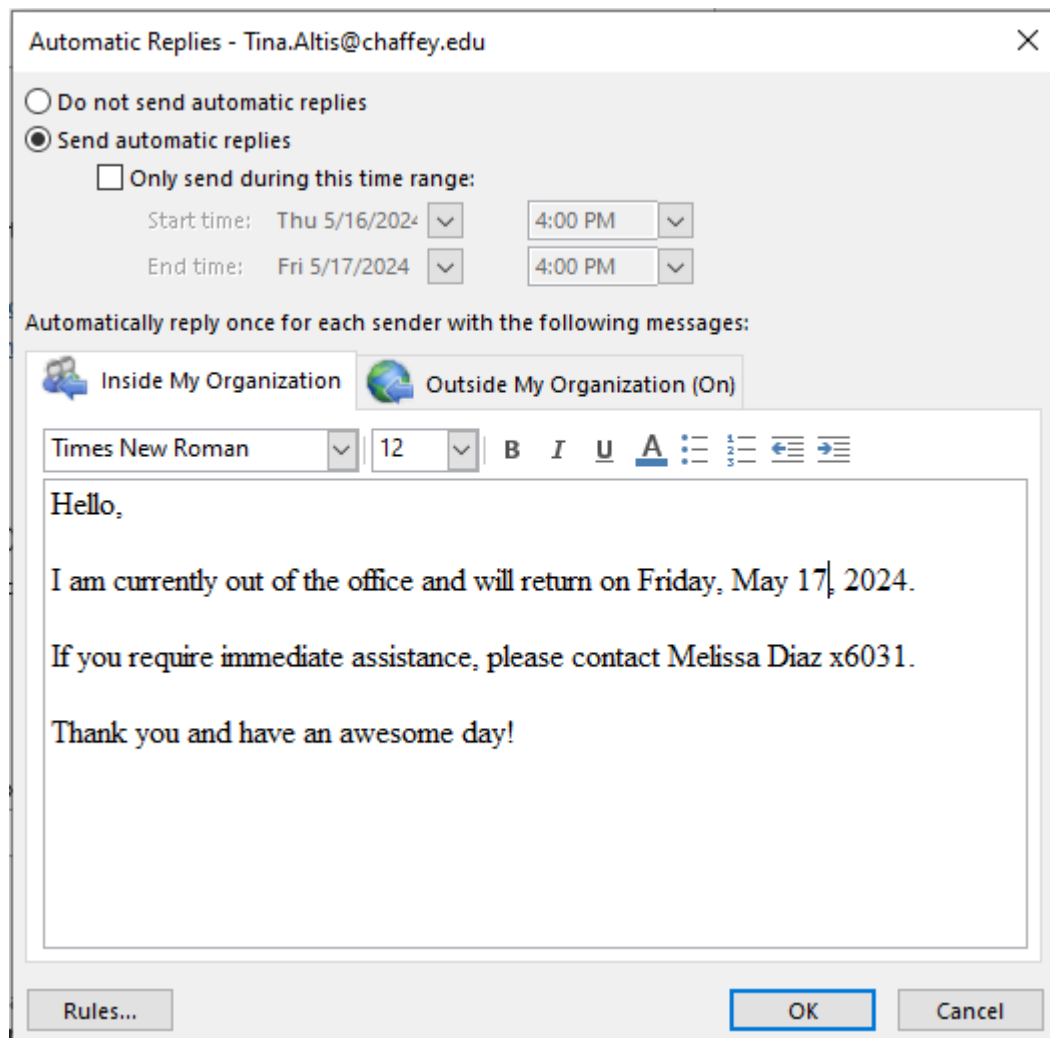 Automatic Replies - Tina.Altis@chaffey.edu
Do not send automatic replies
Send automatic replies
Only send during this time range:
Start time: Thu 5/16/2024 4:00 PM
End time: Fri 5/17/2024 4:00 PM
Automatically reply once for each sender with the following messages:
Inside My Organization Outside My Organization (On)
Times New Roman 12 B I U A
Hello,
I am currently out of the office and will return on Friday, May 17, 2024.
If you require immediate assistance, please contact Melissa Diaz x6031.
Thank you and have an awesome day!
Rules... OK Cancel